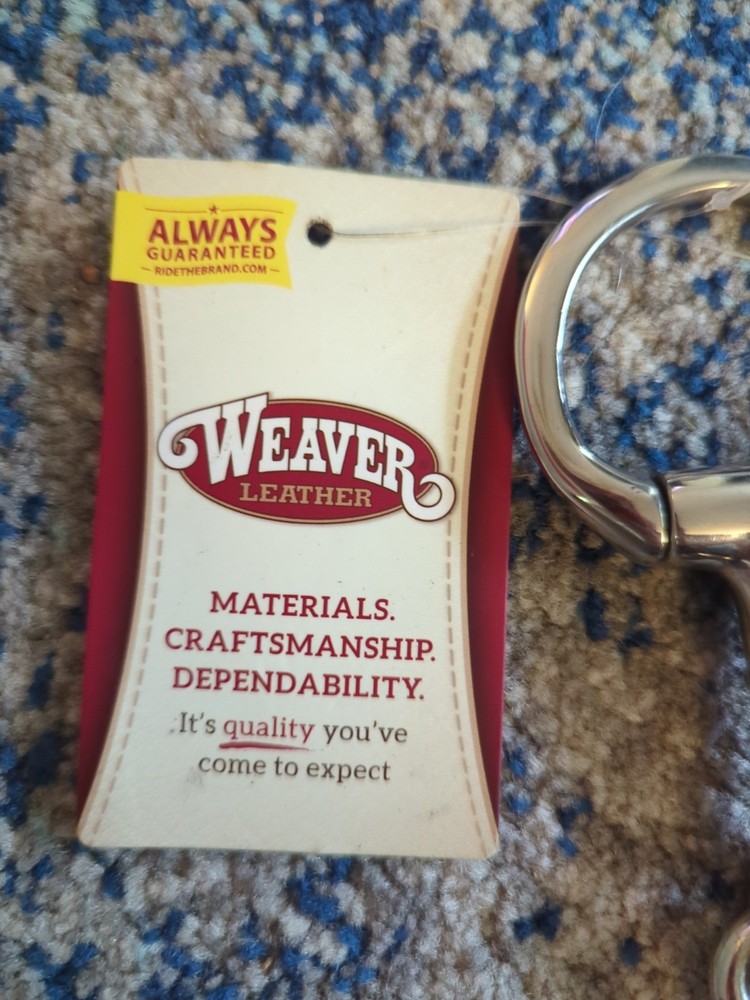 ALWAYS
GUARANTEED
RIDETHEBRAND.COM
WEAVER
LEATHER
MATERIALS.
CRAFTSMANSHIP.
DEPENDABILITY.
It's quality you've
come to expect